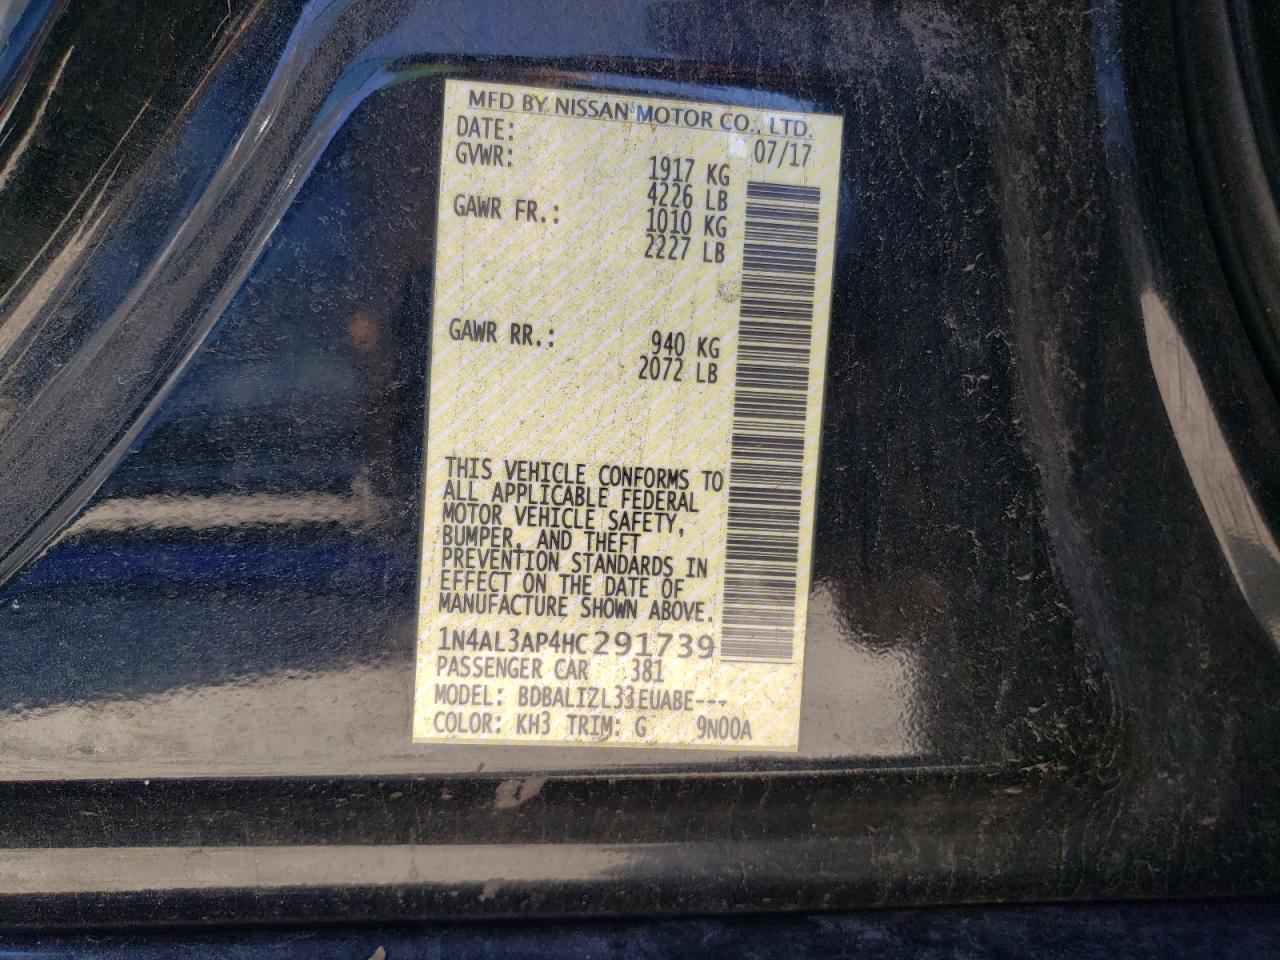 MFD BY NISSAN MOTOR CO., LTD.
DATE: 07/17
GVWR: 1917 KG
4226 LB
GAWR FR.: 1010 KG
2227 LB
GAWR RR.: 940 KG
2072 LB
THIS VEHICLE CONFORMS TO
ALL APPLICABLE FEDERAL
MOTOR VEHICLE SAFETY,
BUMPER, AND THEFT
PREVENTION STANDARDS IN
EFFECT ON THE DATE OF
MANUFACTURE SHOWN ABOVE.
1N4AL3AP4HC291739
PASSENGER CAR 381
MODEL: BDBALIZL33EUABE---
COLOR: KH3 TRIM: G 9N00A